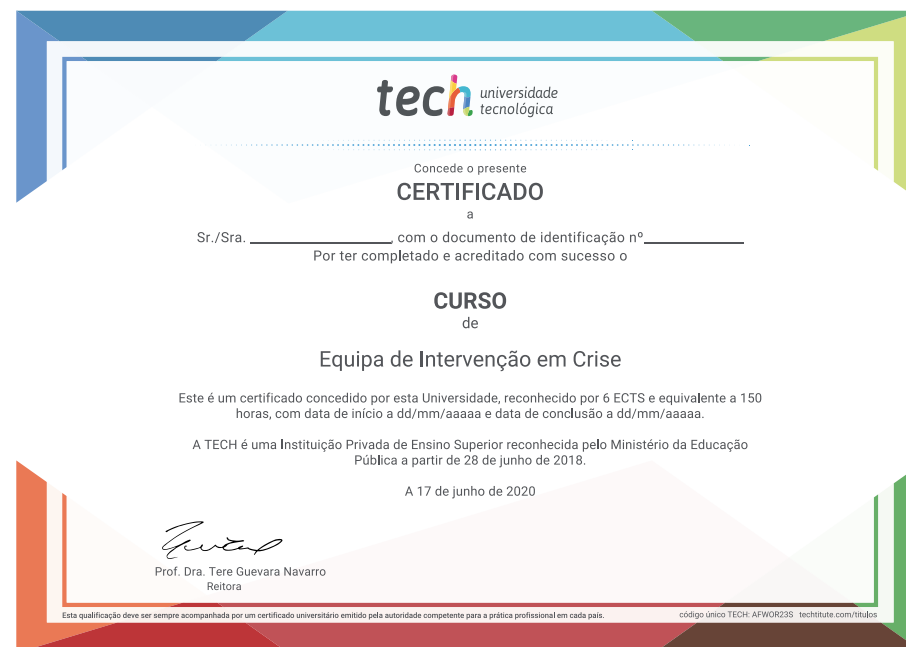 tech universidade
tecnológica
Concede o presente
CERTIFICADO
a
Sr./Sra. ____________________, com o documento de identificação nº______________
Por ter completado e acreditado com sucesso o
CURSO
de
Equipa de Intervenção em Crise
Este é um certificado concedido por esta Universidade, reconhecido por 6 ECTS e equivalente a 150
horas, com data de início a dd/mm/aaaaa e data de conclusão a dd/mm/aaaaa.
A TECH é uma Instituição Privada de Ensino Superior reconhecida pelo Ministério da Educação
Pública a partir de 28 de junho de 2018.
A 17 de junho de 2020
Prof. Dra. Tere Guevara Navarro
Reitora
Esta qualificação deve ser sempre acompanhada por um certificado universitário emitido pela autoridade competente para a prática profissional em cada país.
código único TECH: AFWOR23S techtitute.com/titulos